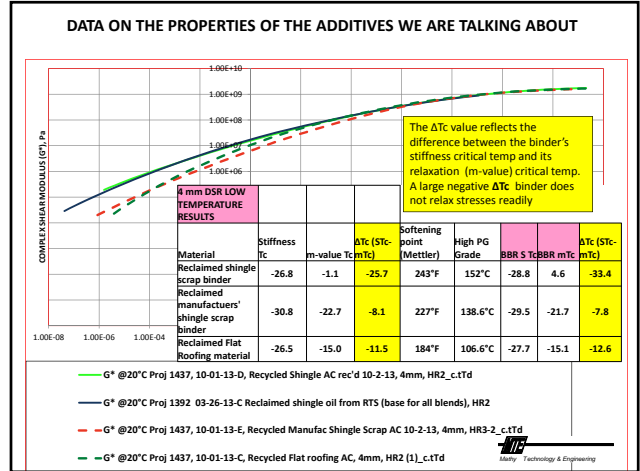 DATA ON THE PROPERTIES OF THE ADDITIVES WE ARE TALKING ABOUT
COMPLEX SHEAR MODULUS (G*), Pa
1.00E+10
1.00E+09
1.00E+08
1.00E+07
1.00E+06
The ΔTc value reflects the
difference between the binder's
stiffness critical temp and its
relaxation (m-value) critical temp.
A large negative ΔTc binder does
not relax stresses readily
4 mm DSR LOW
TEMPERATURE
RESULTS
Material Stiffness Tc m-value Tc ΔTc (STc-mTc) Softening point (Mettler) High PG Grade BBR S Tc BBR mTc ΔTc (STc-mTc)
Reclaimed shingle scrap binder -26.8 -1.1 -25.7 243°F 152°C -28.8 4.6 -33.4
Reclaimed manufactuers' shingle scrap binder -30.8 -22.7 -8.1 227°F 138.6°C -29.5 -21.7 -7.8
Reclaimed Flat Roofing material -26.5 -15.0 -11.5 184°F 106.6°C -27.7 -15.1 -12.6
1.00E-08 1.00E-06 1.00E-04
G* @20°C Proj 1437, 10-01-13-D, Recycled Shingle AC rec'd 10-2-13, 4mm, HR2_c.tTd
G* @20°C Proj 1392 03-26-13-C Reclaimed shingle oil from RTS (base for all blends), HR2
G* @20°C Proj 1437, 10-01-13-E, Recycled Manufac Shingle Scrap AC 10-2-13, 4mm, HR3-2_c.tTd
G* @20°C Proj 1437, 10-01-13-C, Recycled Flat roofing AC, 4mm, HR2 (1)_c.tTd
Mathy Technology & Engineering